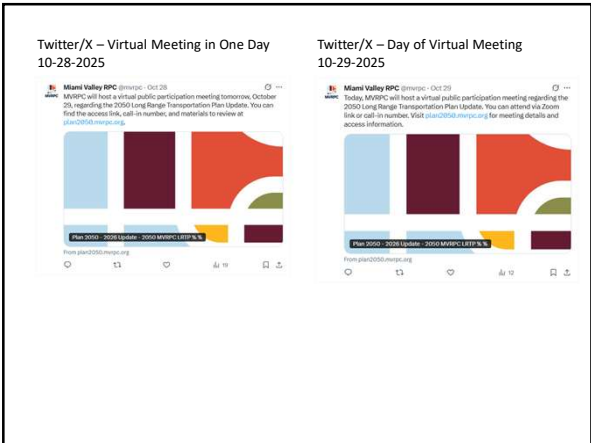 Twitter/X – Virtual Meeting in One Day
10-28-2025
Miami Valley RPC @mvrpc · Oct 28
MVRPC will host a virtual public participation meeting tomorrow, October
29, regarding the 2050 Long Range Transportation Plan Update. You can
find the access link, call-in number, and materials to review at
plan2050.mvrpc.org.
Plan 2050 - 2026 Update - 2050 MVRPC LRTP % %
From plan2050.mvrpc.org
10
Twitter/X – Day of Virtual Meeting
10-29-2025
Miami Valley RPC @mvrpc · Oct 29
Today, MVRPC will host a virtual public participation meeting regarding the
2050 Long Range Transportation Plan Update. You can attend via Zoom
link or call-in number. Visit plan2050.mvrpc.org for meeting details and
access information.
Plan 2050 - 2026 Update - 2050 MVRPC LRTP % %
From plan2050.mvrpc.org
12